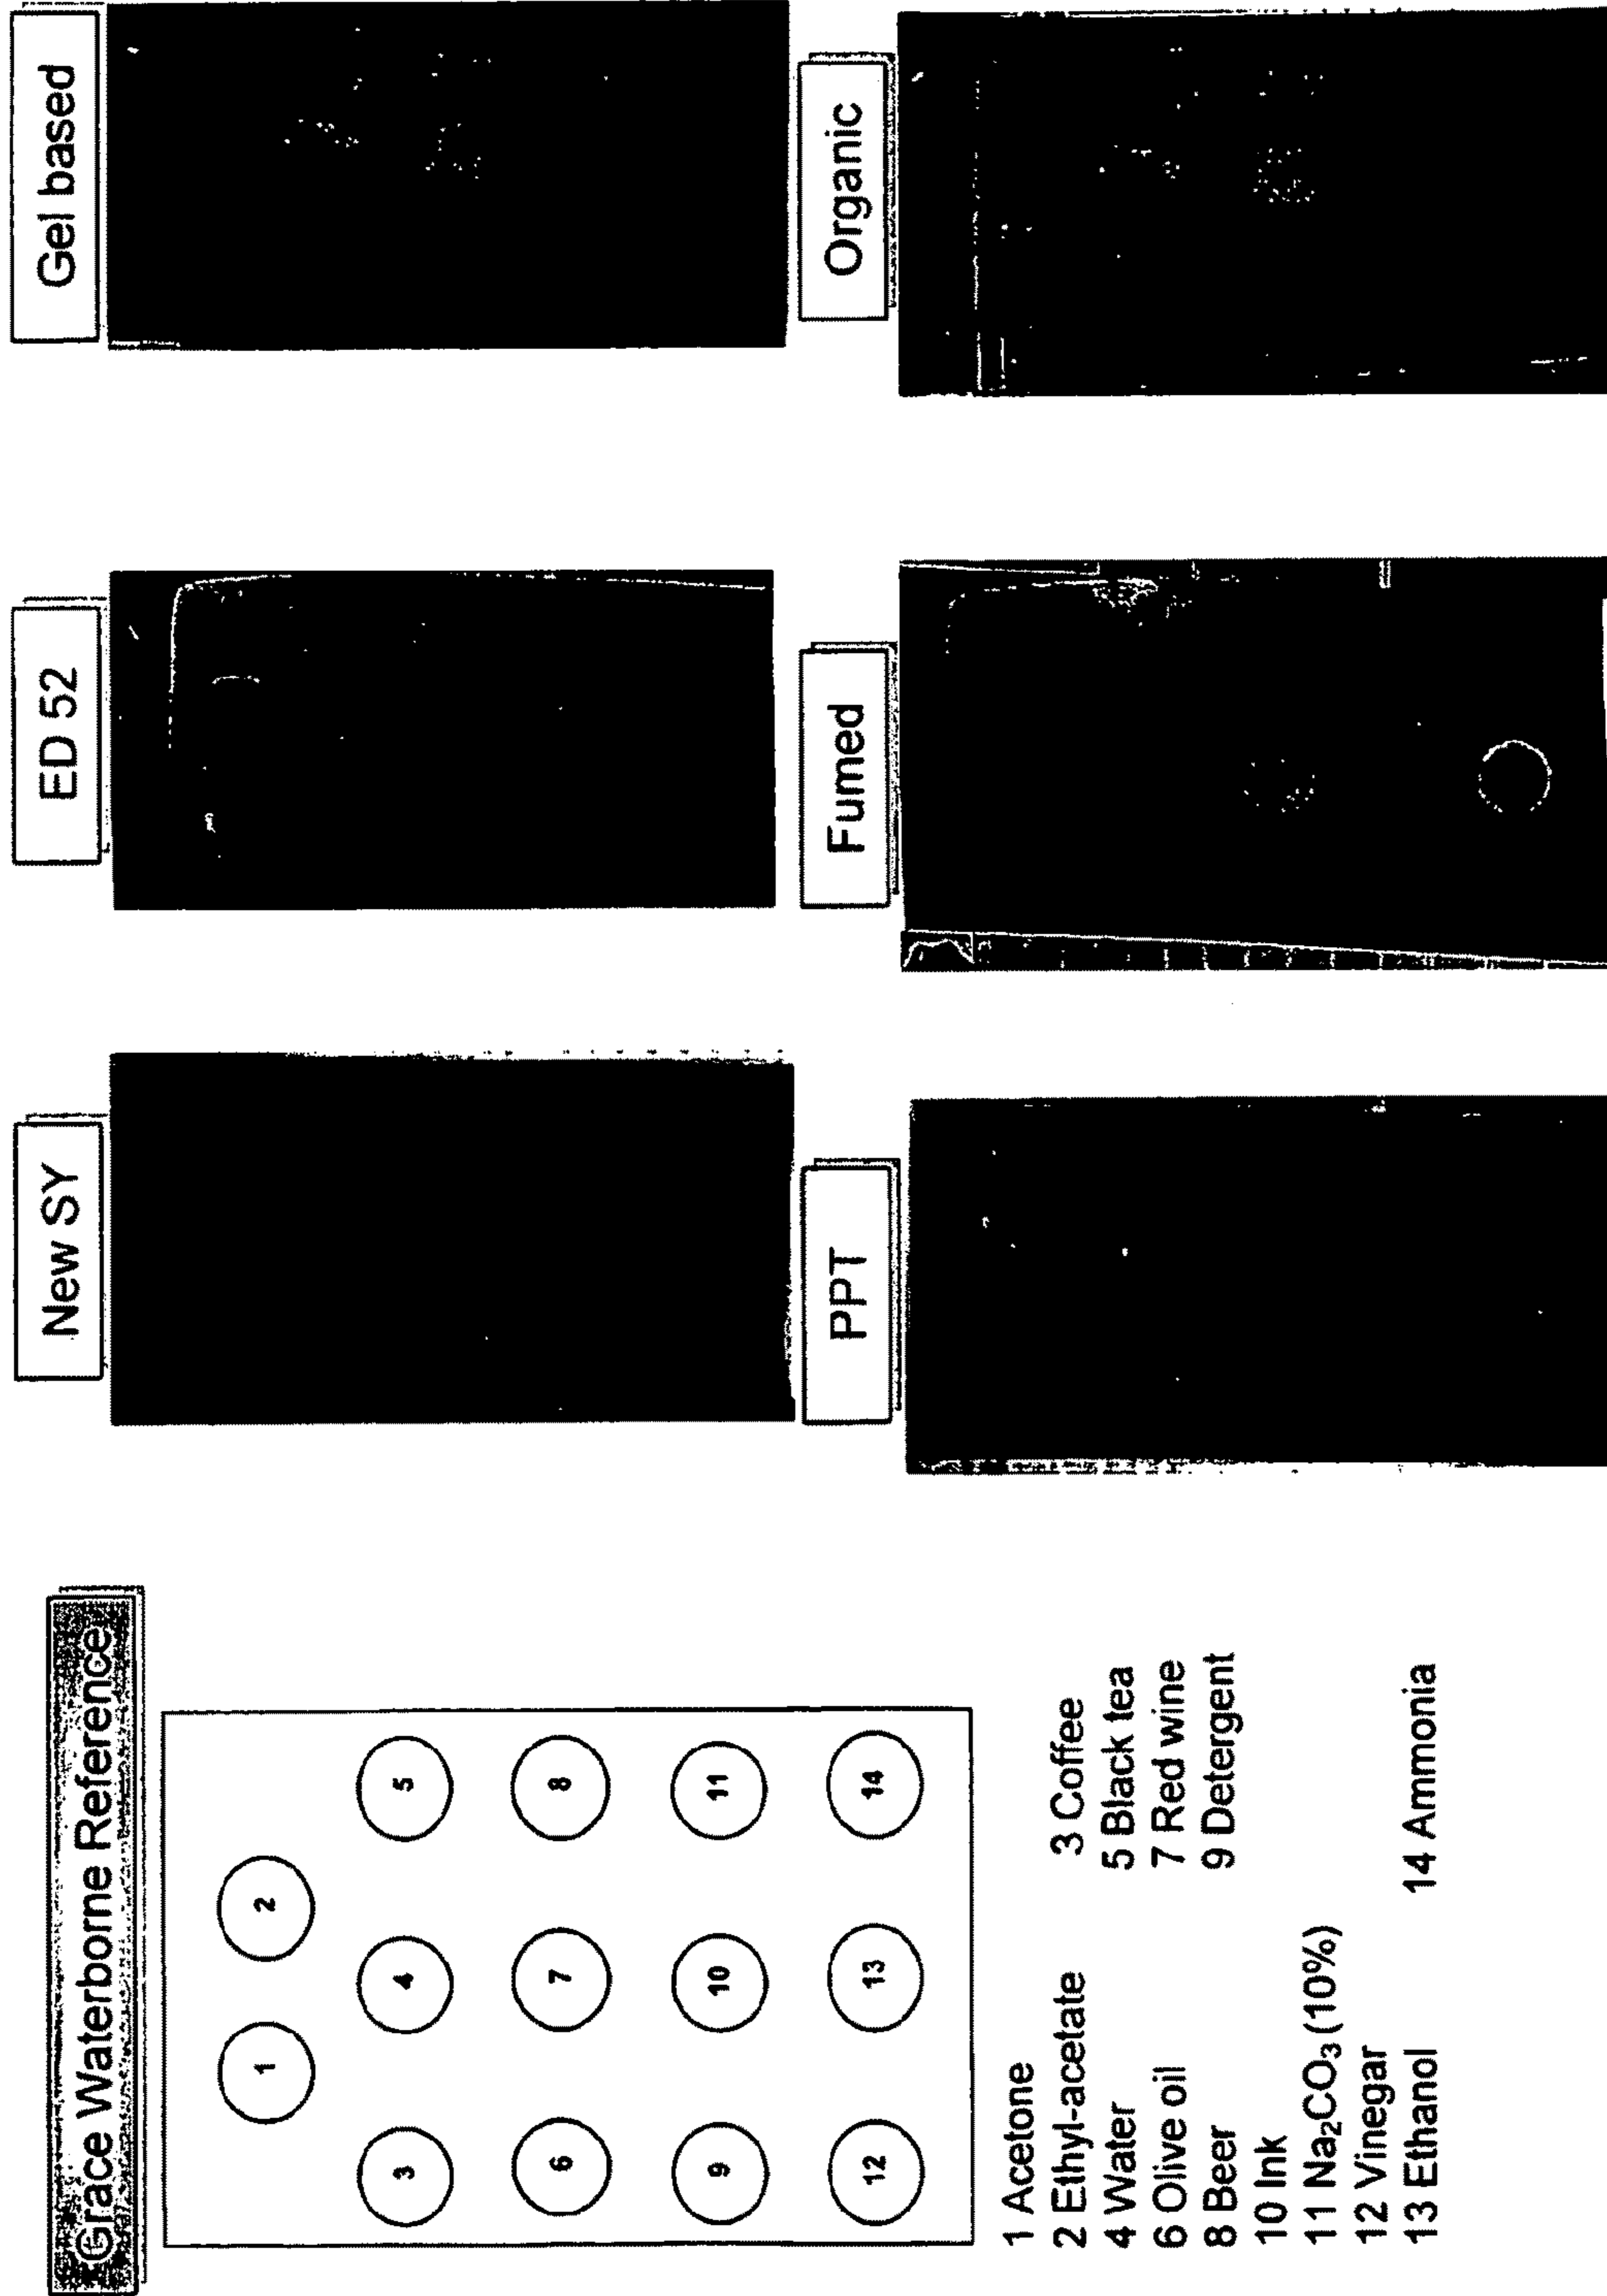 Grace Waterborne Reference
1
2
3
4
5
6
7
8
9
10
11
12
13
14
1 Acetone
2 Ethyl-acetate 3 Coffee
4 Water 5 Black tea
6 Olive oil 7 Red wine
8 Beer 9 Detergent
10 Ink
11 Na₂CO₃ (10%)
12 Vinegar
13 Ethanol 14 Ammonia
New SY
ED 52
Gel based
PPT
Fumed
Organic